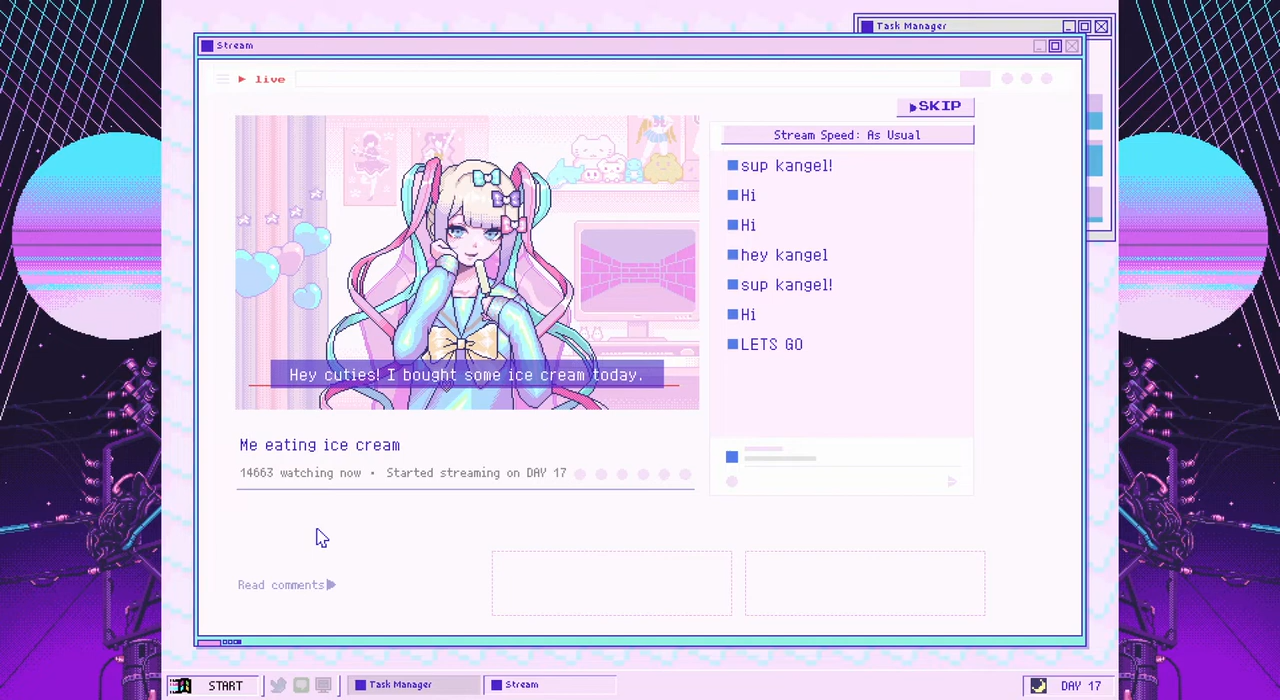 Task Manager
Stream
live
SKIP
Stream Speed: As Usual
sup kangel!
Hi
Hi
hey kangel
sup kangel!
Hi
LETS GO
Hey cuties! I bought some ice cream today.
Me eating ice cream
14663 watching now • Started streaming on DAY 17
Read comments
START
Task Manager
Stream
DAY 17